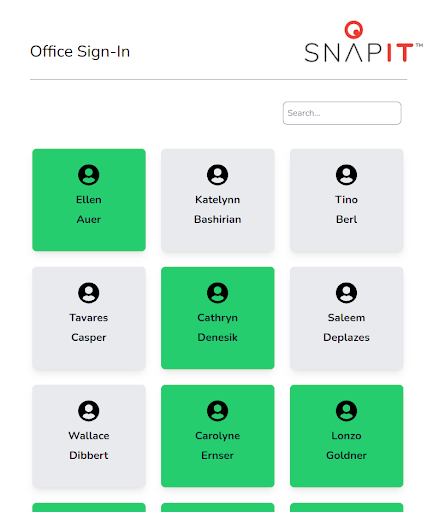 Office Sign-In
SNAPIT™
Search...
Ellen
Auer
Katelynn
Bashirian
Tino
Berl
Tavares
Casper
Cathryn
Denesik
Saleem
Deplazes
Wallace
Dibbert
Carolyne
Ernser
Lonzo
Goldner